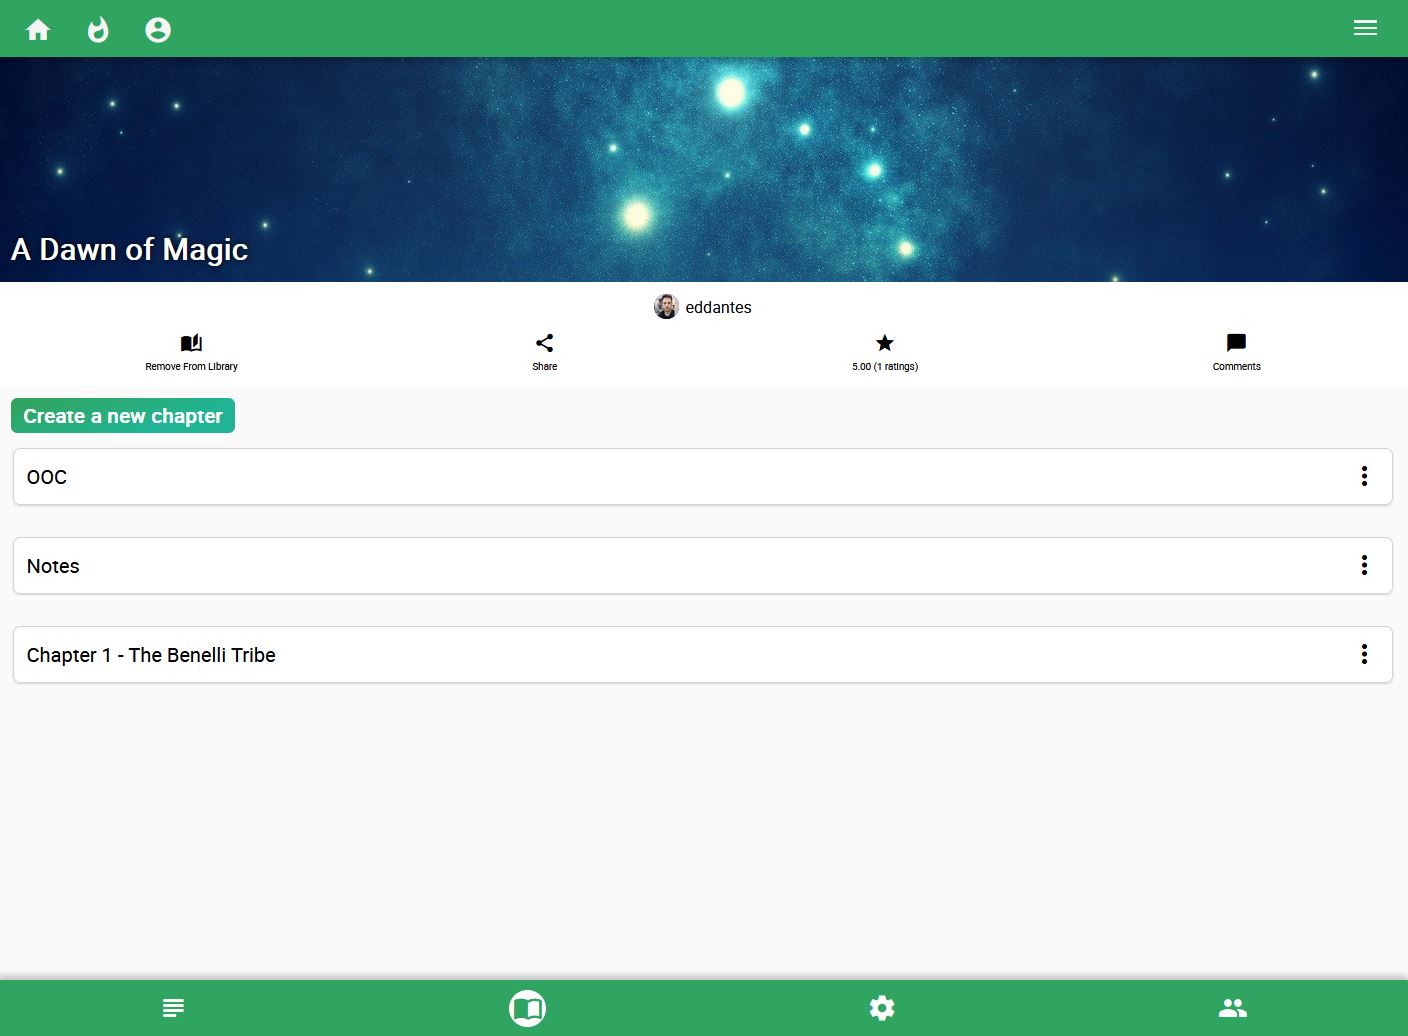 A Dawn of Magic
eddantes
Remove From Library
Share
5.00 (1 ratings)
Comments
Create a new chapter
OOC
Notes
Chapter 1 - The Benelli Tribe